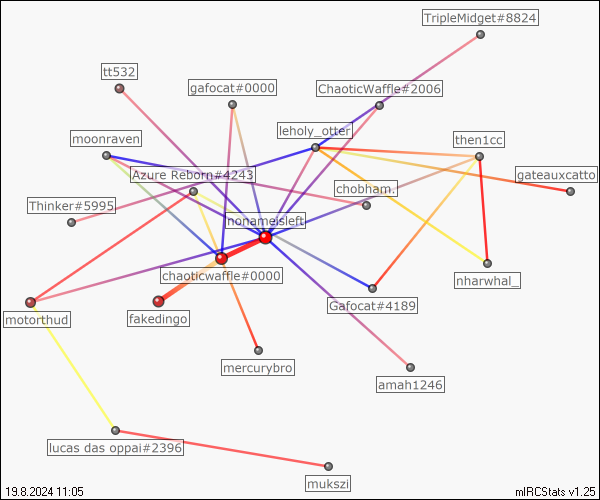 TripleMidget#8824
tt532
gafocat#0000
ChaoticWaffle#2006
leholy_otter
moonraven
then1cc
Azure Reborn#4243
gateauxcatto
chobham.
Thinker#5995
nonameisleft
chaoticwaffle#0000
nharwhal_
Gafocat#4189
motorthud
fakedingo
mercurybro
amah1246
lucas das oppai#2396
mukszi
19.8.2024 11:05
mIRCStats v1.25